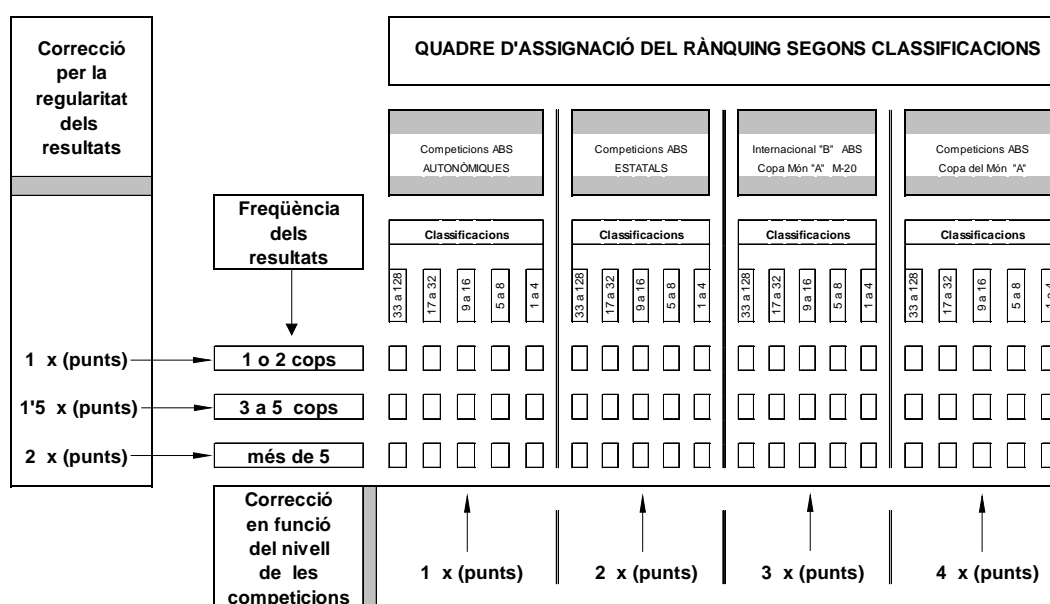 Correcció
per la
regularitat
dels
resultats
QUADRE D'ASSIGNACIÓ DEL RÀNQUING SEGONS CLASSIFICACIONS
Competicions ABS
AUTONÒMIQUES
Competicions ABS
ESTATALS
Internacional "B" ABS
Copa Món "A" M-20
Competicions ABS
Copa del Món "A"
Freqüència
dels
resultats
Classificacions
Classificacions
Classificacions
Classificacions
33 a 128
17 a 32
9 a 16
5 a 8
1 a 4
33 a 128
17 a 32
9 a 16
5 a 8
1 a 4
33 a 128
17 a 32
9 a 16
5 a 8
1 a 4
33 a 128
17 a 32
9 a 16
5 a 8
1 a 4
1 x (punts)
1 o 2 cops
1'5 x (punts)
3 a 5 cops
2 x (punts)
més de 5
Correcció
en funció
del nivell
de les
competicions
1 x (punts)
2 x (punts)
3 x (punts)
4 x (punts)